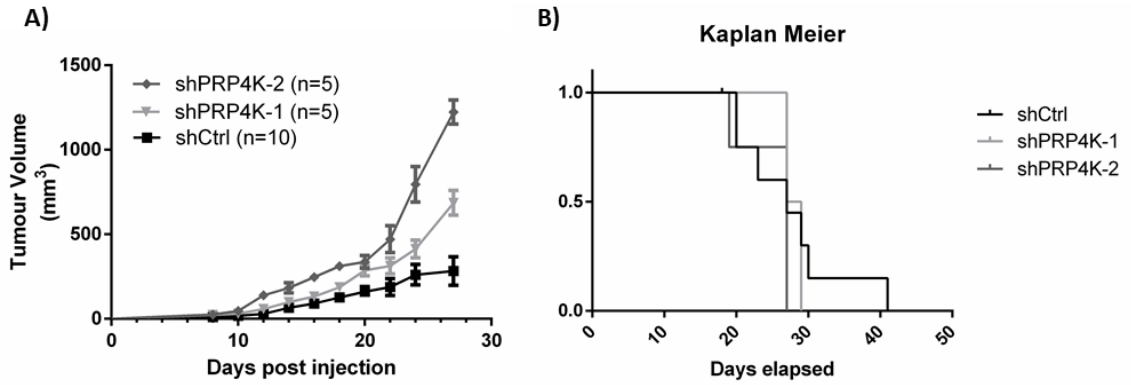 A)
1500
1000
500
0
Tumour Volume
(mm³)
shPRP4K-2 (n=5)
shPRP4K-1 (n=5)
shCtrl (n=10)
0
10
20
30
Days post injection
B)
Kaplan Meier
1.0
0.5
0.0
0
10
20
30
40
50
Days elapsed
shCtrl
shPRP4K-1
shPRP4K-2